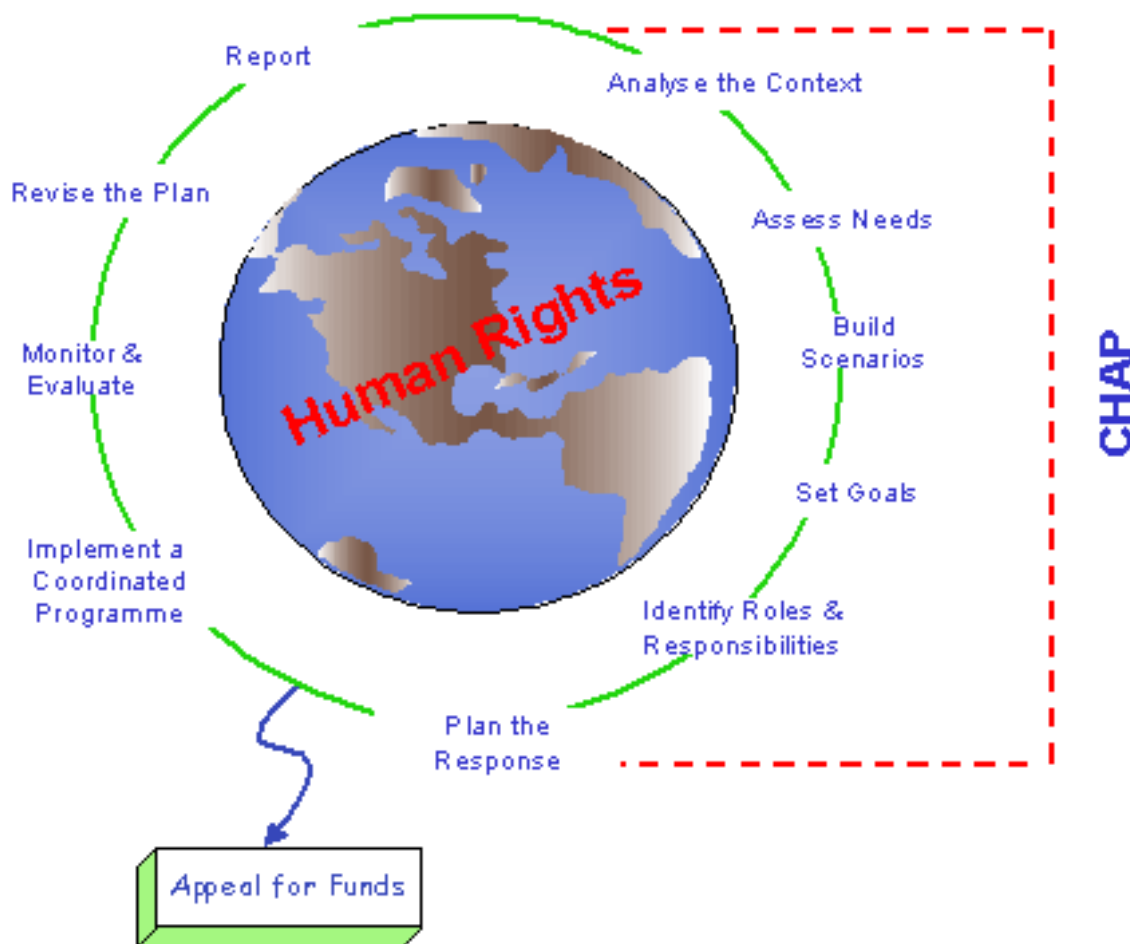 Report
Analyse the Context
Revise the Plan
Assess Needs
Human Rights
Build
Scenarios
Monitor &
Evaluate
CHAP
Set Goals
Implement a
Coordinated
Programme
Identify Roles &
Responsibilities
Plan the
Response
Appeal for Funds